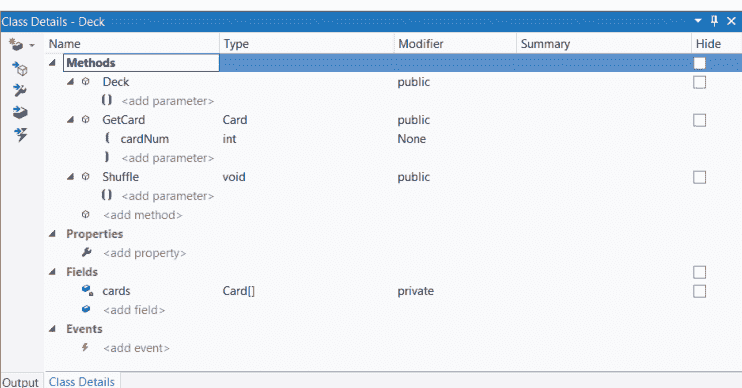 Class Details - Deck
Name Type Modifier Summary Hide
Methods
Deck public
( ) <add parameter>
GetCard Card public
( cardNum int None
) <add parameter>
Shuffle void public
( ) <add parameter>
<add method>
Properties
<add property>
Fields
cards Card[] private
<add field>
Events
<add event>
Output Class Details